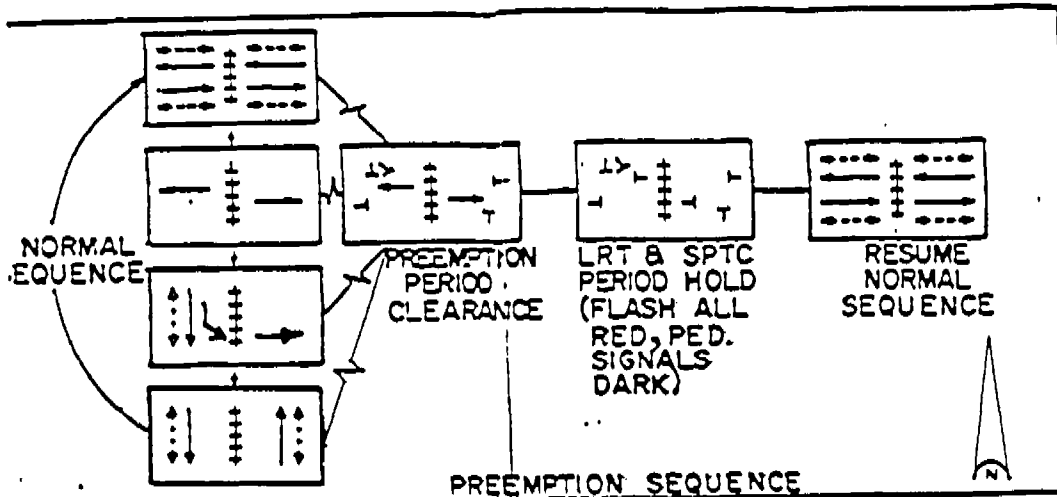 NORMAL
EQUENCE
PREEMPTION
PERIOD
CLEARANCE
LRT & SPTC
PERIOD HOLD
(FLASH ALL
RED, PED.
SIGNALS
DARK)
RESUME
NORMAL
SEQUENCE
N
PREEMPTION SEQUENCE